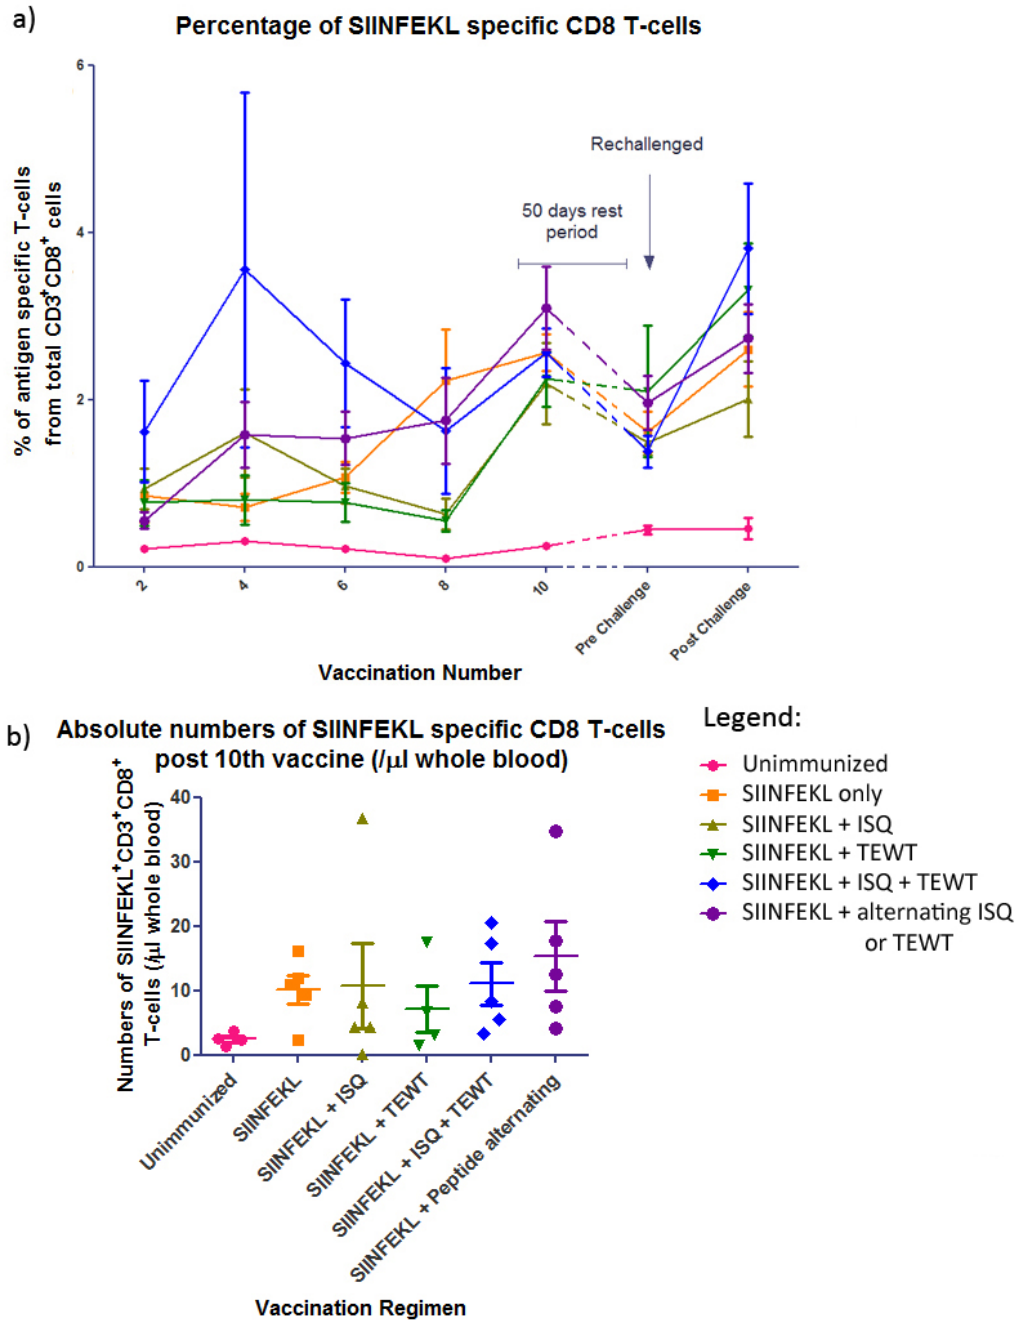 a)
Percentage of SIINFEKL specific CD8 T-cells
% of antigen specific T-cells
from total CD3⁺CD8⁺ cells
6
4
2
0
Rechallenged
50 days rest
period
2
4
6
8
10
Pre Challenge
Post Challenge
Vaccination Number
b)
Absolute numbers of SIINFEKL specific CD8 T-cells
post 10th vaccine (/µl whole blood)
Numbers of SIINFEKL⁺CD3⁺CD8⁺
T-cells (/µl whole blood)
40
30
20
10
0
Unimmunized
SIINFEKL
SIINFEKL + ISQ
SIINFEKL + TEWT
SIINFEKL + ISQ + TEWT
SIINFEKL + Peptide alternating
Vaccination Regimen
Legend:
Unimmunized
SIINFEKL only
SIINFEKL + ISQ
SIINFEKL + TEWT
SIINFEKL + ISQ + TEWT
SIINFEKL + alternating ISQ
or TEWT